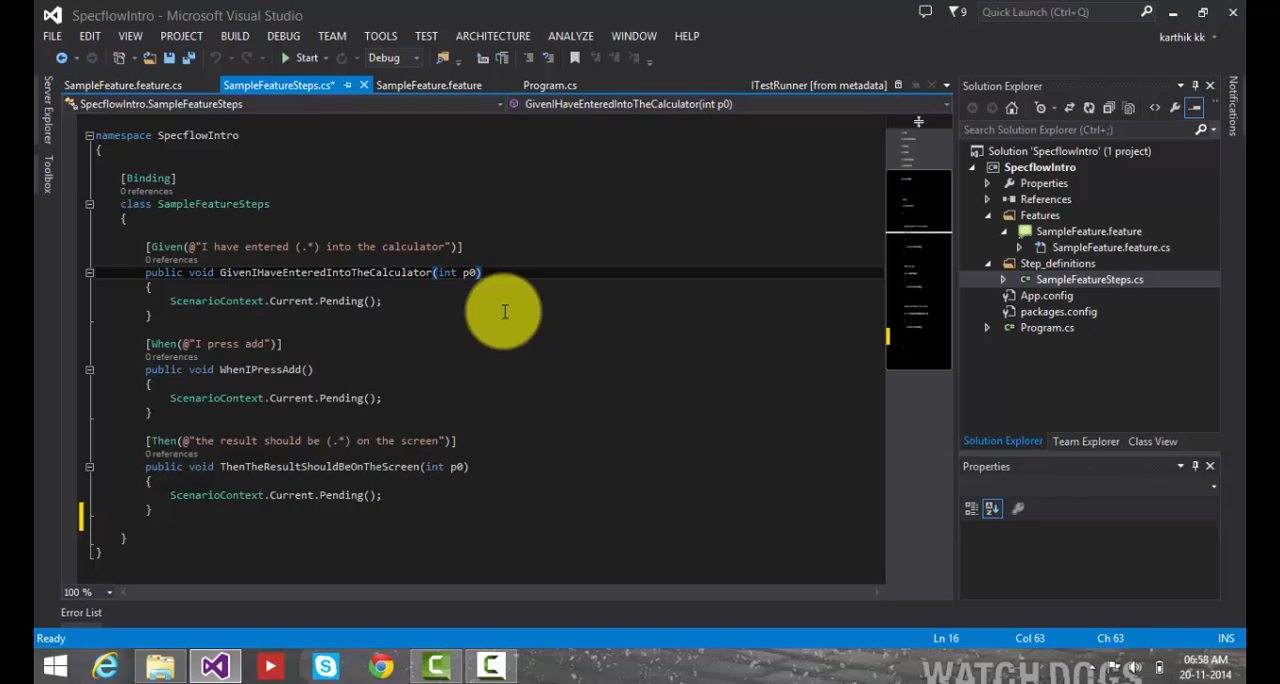 SpecflowIntro - Microsoft Visual Studio
9
Quick Launch (Ctrl+Q)
FILE EDIT VIEW PROJECT BUILD DEBUG TEAM TOOLS TEST ARCHITECTURE ANALYZE WINDOW HELP
karthik kk
Start
Debug
SampleFeature.feature.cs
SampleFeatureSteps.cs*
SampleFeature.feature
Program.cs
ITestRunner [from metadata]
SpecflowIntro.SampleFeatureSteps
GivenIHaveEnteredIntoTheCalculator(int p0)
Server Explorer
Toolbox
namespace SpecflowIntro
{
[Binding]
0 references
class SampleFeatureSteps
{
[Given(@"I have entered (.*) into the calculator")]
0 references
public void GivenIHaveEnteredIntoTheCalculator(int p0)
{
ScenarioContext.Current.Pending();
}
[When(@"I press add")]
0 references
public void WhenIPressAdd()
{
ScenarioContext.Current.Pending();
}
[Then(@"the result should be (.*) on the screen")]
0 references
public void ThenTheResultShouldBeOnTheScreen(int p0)
{
ScenarioContext.Current.Pending();
}
}
}
100 %
Error List
Solution Explorer
Search Solution Explorer (Ctrl+;)
Solution 'SpecflowIntro' (1 project)
SpecflowIntro
Properties
References
Features
SampleFeature.feature
SampleFeature.feature.cs
Step_definitions
SampleFeatureSteps.cs
App.config
packages.config
Program.cs
Solution Explorer Team Explorer Class View
Properties
Notifications
Ready
Ln 16 Col 63 Ch 63 INS
WATCH DOGS
06:58 AM
20-11-2014